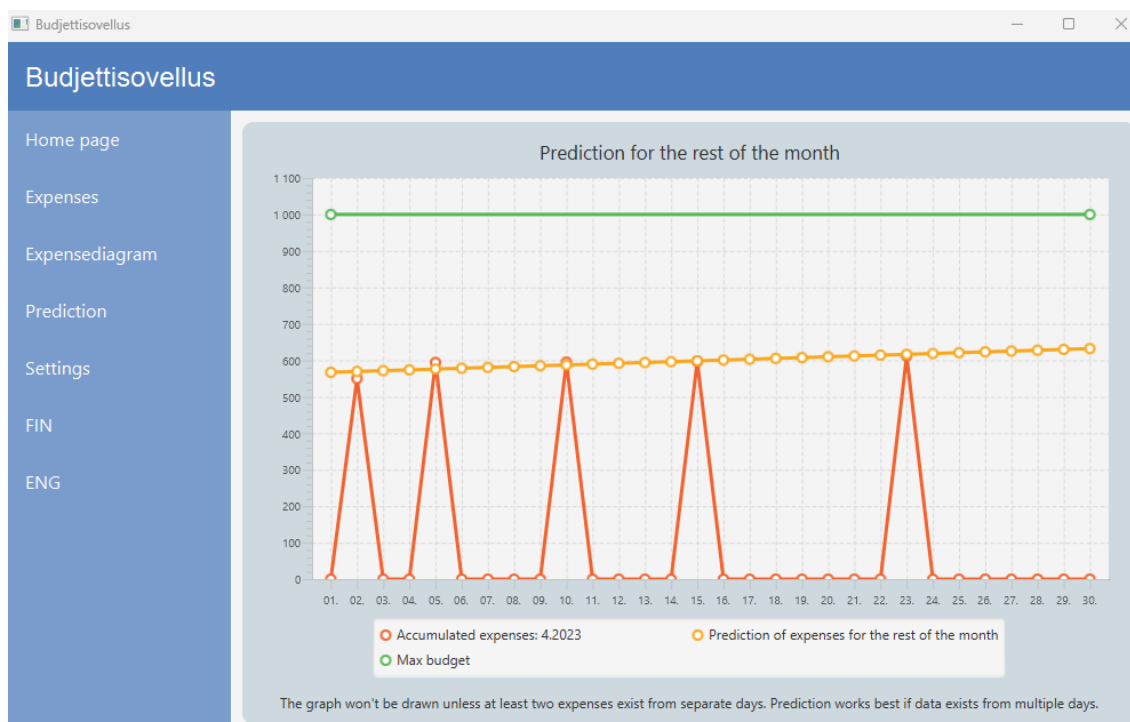 Budjettisovellus
Budjettisovellus
Home page
Expenses
Expensediagram
Prediction
Settings
FIN
ENG
Prediction for the rest of the month
1 100
1 000
900
800
700
600
500
400
300
200
100
0
01. 02. 03. 04. 05. 06. 07. 08. 09. 10. 11. 12. 13. 14. 15. 16. 17. 18. 19. 20. 21. 22. 23. 24. 25. 26. 27. 28. 29. 30.
Accumulated expenses: 4.2023 Prediction of expenses for the rest of the month
Max budget
The graph won't be drawn unless at least two expenses exist from separate days. Prediction works best if data exists from multiple days.